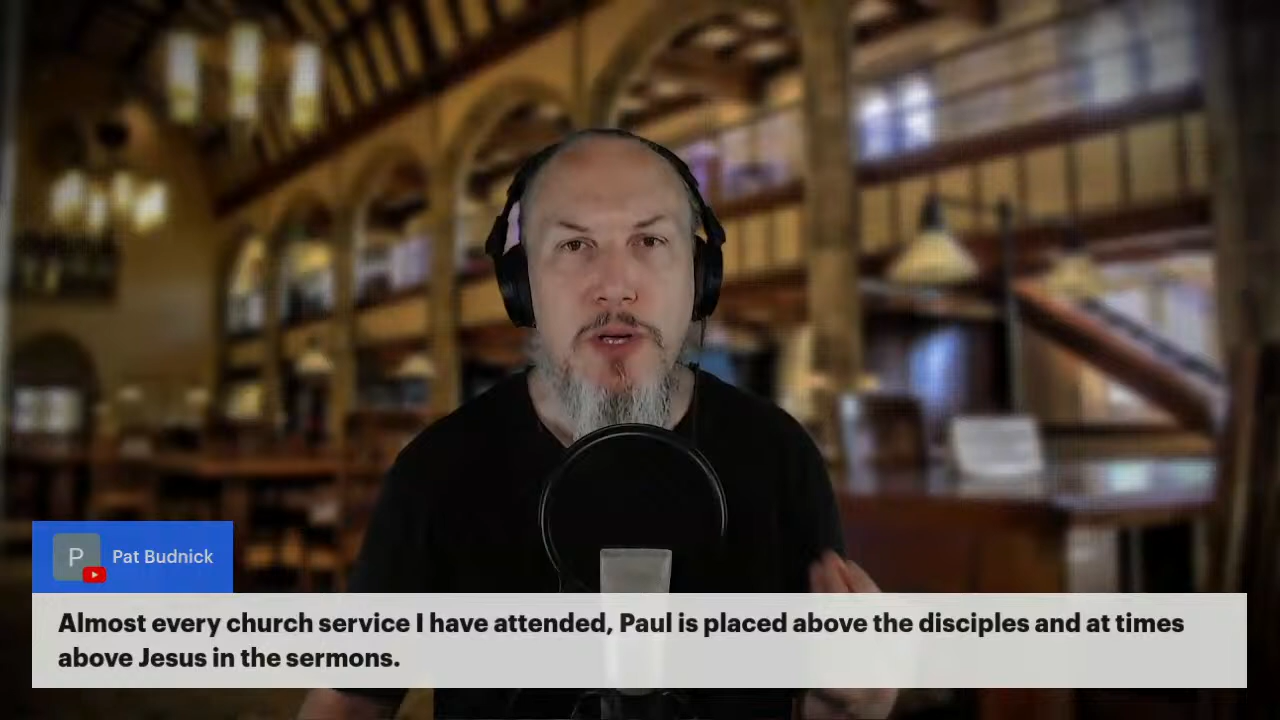 P
Pat Budnick
Almost every church service I have attended, Paul is placed above the disciples and at times
above Jesus in the sermons.